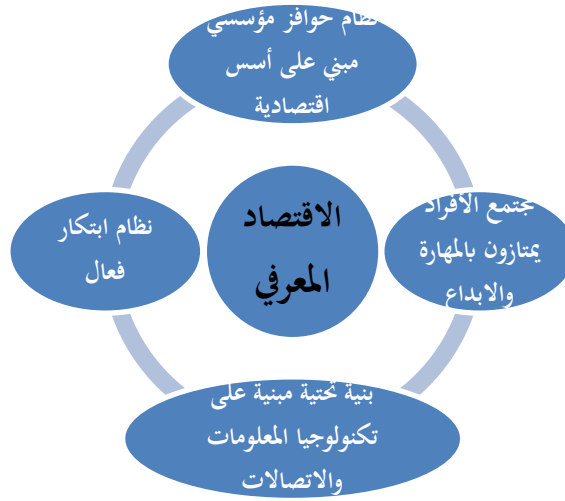 نظام حوافز مؤسسي
مبني على أسس
اقتصادية
مجتمع الأفراد
يمتازون بالمهارة
والابداع
الاقتصاد
المعرفي
نظام ابتكار
فعال
بنية تحتية مبنية على
تكنولوجيا المعلومات
والاتصالات